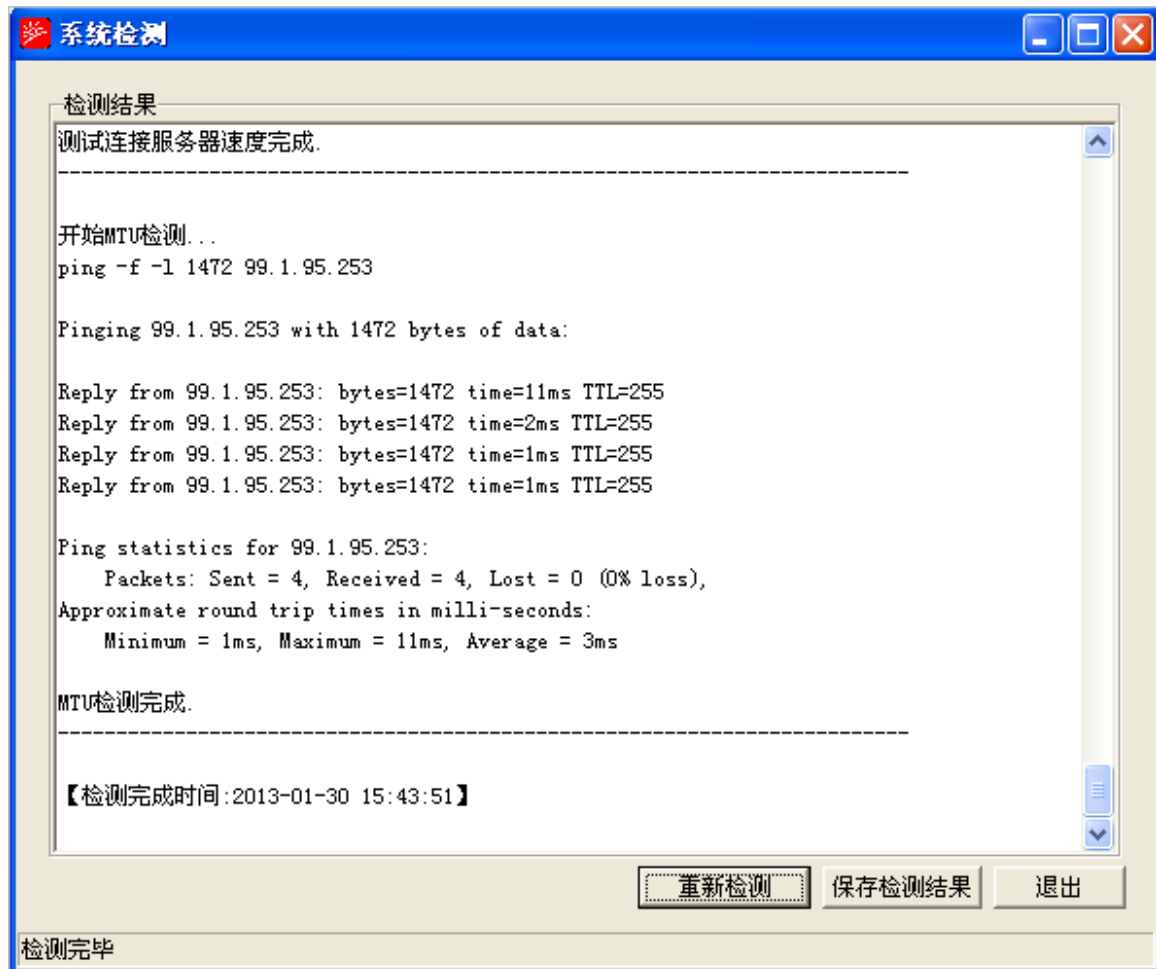 系统检测
检测结果
测试连接服务器速度完成.
-------------------------------------------------------------------------
开始MTU检测...
ping -f -l 1472 99.1.95.253
Pinging 99.1.95.253 with 1472 bytes of data:
Reply from 99.1.95.253: bytes=1472 time=11ms TTL=255
Reply from 99.1.95.253: bytes=1472 time=2ms TTL=255
Reply from 99.1.95.253: bytes=1472 time=1ms TTL=255
Reply from 99.1.95.253: bytes=1472 time=1ms TTL=255
Ping statistics for 99.1.95.253:
Packets: Sent = 4, Received = 4, Lost = 0 (0% loss),
Approximate round trip times in milli-seconds:
Minimum = 1ms, Maximum = 11ms, Average = 3ms
MTU检测完成.
-------------------------------------------------------------------------
【检测完成时间:2013-01-30 15:43:51】
重新检测 保存检测结果 退出
检测完毕